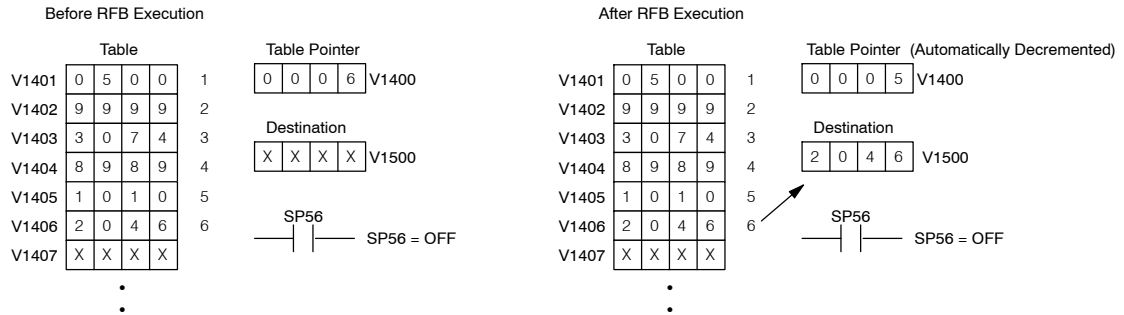 Before RFB Execution
Table
V1401 0 5 0 0 1
V1402 9 9 9 9 2
V1403 3 0 7 4 3
V1404 8 9 8 9 4
V1405 1 0 1 0 5
V1406 2 0 4 6 6
V1407 X X X X
Table Pointer
0 0 0 6 V1400
Destination
X X X X V1500
SP56
SP56 = OFF
After RFB Execution
Table
V1401 0 5 0 0 1
V1402 9 9 9 9 2
V1403 3 0 7 4 3
V1404 8 9 8 9 4
V1405 1 0 1 0 5
V1406 2 0 4 6 6
V1407 X X X X
Table Pointer (Automatically Decremented)
0 0 0 5 V1400
Destination
2 0 4 6 V1500
SP56
SP56 = OFF